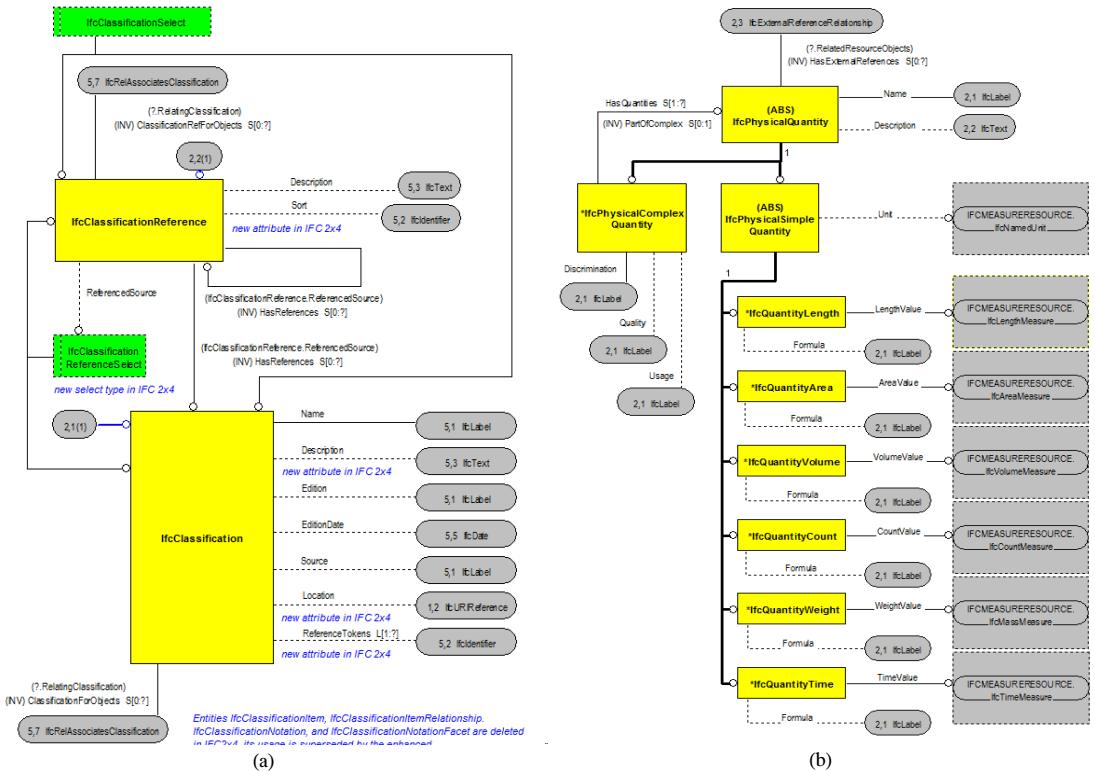 IfcClassificationSelect
5,7 IfcRelAssociatesClassification
(?.RelatingClassification)
(INV) ClassificationRefForObjects S[0:?]
2,2(1)
IfcClassificationReference
Description
5,3 IfcText
Sort
5,2 IfcIdentifier
new attribute in IFC 2x4
ReferencedSource
(IfcClassificationReference.ReferencedSource)
(INV) HasReferences S[0:?]
IfcClassification
ReferenceSelect
new select type in IFC 2x4
(IfcClassificationReference.ReferencedSource)
(INV) HasReferences S[0:?]
2,1(1)
IfcClassification
Name
5,1 IfcLabel
Description
5,3 IfcText
new attribute in IFC 2x4
Edition
5,1 IfcLabel
EditionDate
5,5 IfcDate
Source
5,1 IfcLabel
Location
1,2 IfcURIReference
new attribute in IFC 2x4
ReferenceTokens L[1:?]
5,2 IfcIdentifier
new attribute in IFC 2x4
(?.RelatingClassification)
(INV) ClassificationForObjects S[0:?]
5,7 IfcRelAssociatesClassification
Entities IfcClassificationItem, IfcClassificationItemRelationship.
IfcClassificationNotation, and IfcClassificationNotationFacet are deleted
in IFC2x4, its usage is superseded by the enhanced
(a)
2,3 IfcExternalReferenceRelationship
(?.RelatedResourceObjects)
(INV) HasExternalReferences S[0:?]
HasQuantities S[1:?]
(INV) PartOfComplex S[0:1]
(ABS)
IfcPhysicalQuantity
Name
2,1 IfcLabel
Description
2,2 IfcText
1
*IfcPhysicalComplex
Quantity
(ABS)
IfcPhysicalSimple
Quantity
Unit
IFCMEASURERESOURCE.
IfcNamedUnit
Discrimination
2,1 IfcLabel
Quality
2,1 IfcLabel
Usage
2,1 IfcLabel
1
*IfcQuantityLength
LengthValue
IFCMEASURERESOURCE.
IfcLengthMeasure
Formula
2,1 IfcLabel
*IfcQuantityArea
AreaValue
IFCMEASURERESOURCE.
IfcAreaMeasure
Formula
2,1 IfcLabel
*IfcQuantityVolume
VolumeValue
IFCMEASURERESOURCE.
IfcVolumeMeasure
Formula
2,1 IfcLabel
*IfcQuantityCount
CountValue
IFCMEASURERESOURCE.
IfcCountMeasure
Formula
2,1 IfcLabel
*IfcQuantityWeight
WeightValue
IFCMEASURERESOURCE.
IfcMassMeasure
Formula
2,1 IfcLabel
*IfcQuantityTime
TimeValue
IFCMEASURERESOURCE.
IfcTimeMeasure
Formula
2,1 IfcLabel
(b)